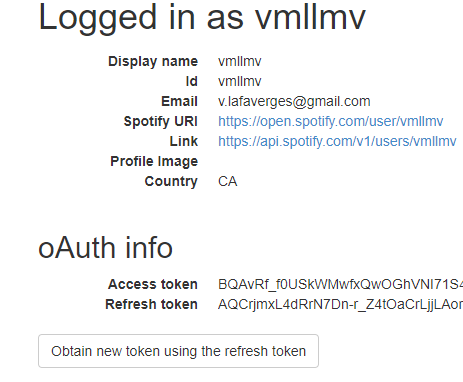 Logged in as vmllmv
Display name vmllmv
Id vmllmv
Email v.lafaverges@gmail.com
Spotify URI https://open.spotify.com/user/vmllmv
Link https://api.spotify.com/v1/users/vmllmv
Profile Image
Country CA
oAuth info
Access token BQAvRf_f0USkWMwfxQwOGhVNI71S4
Refresh token AQCrjmxL4dRrN7Dn-r_Z4tOaCrLjjLAor
Obtain new token using the refresh token